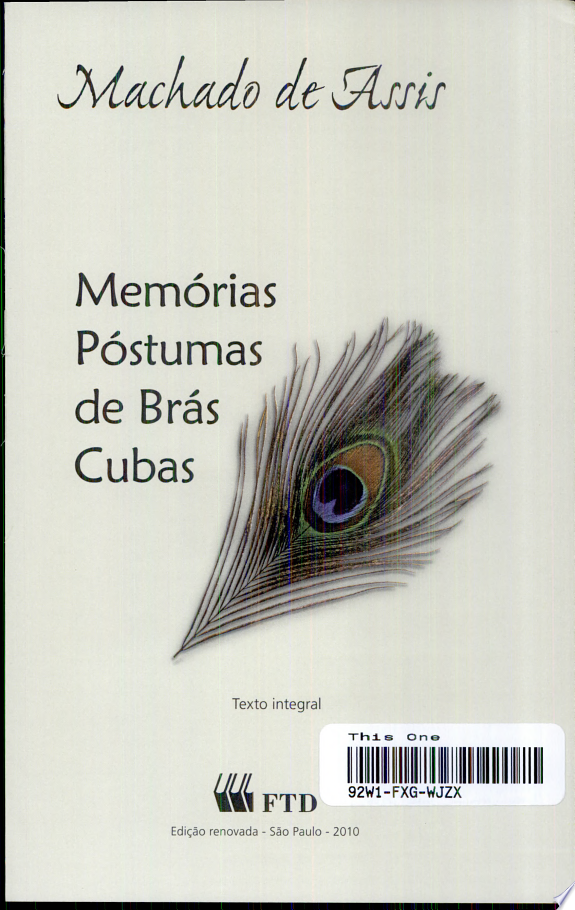 Machado de Assis
Memórias
Póstumas
de Brás
Cubas
Texto integral
This One
92W1-FXG-WJZX
FTD
Edição renovada - São Paulo - 2010